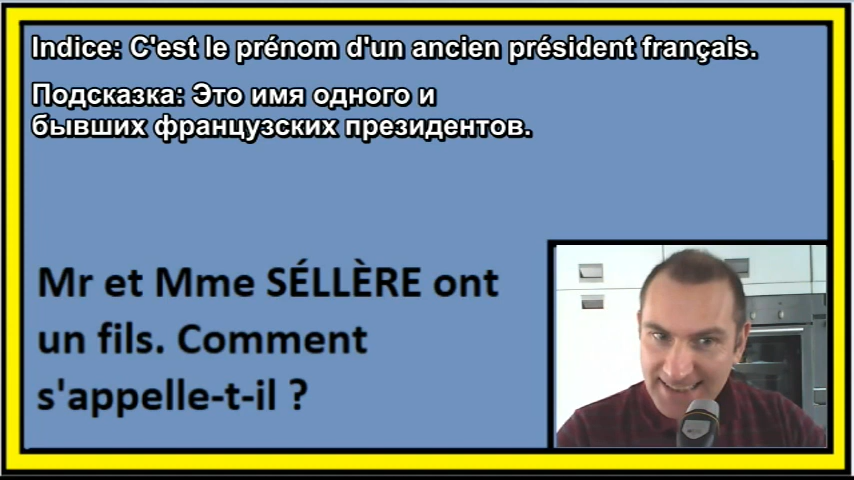 Indice: C'est le prénom d'un ancien président français.
Подсказка: Это имя одного и
бывших французских президентов.
Mr et Mme SÉLLÈRE ont
un fils. Comment
s'appelle-t-il ?